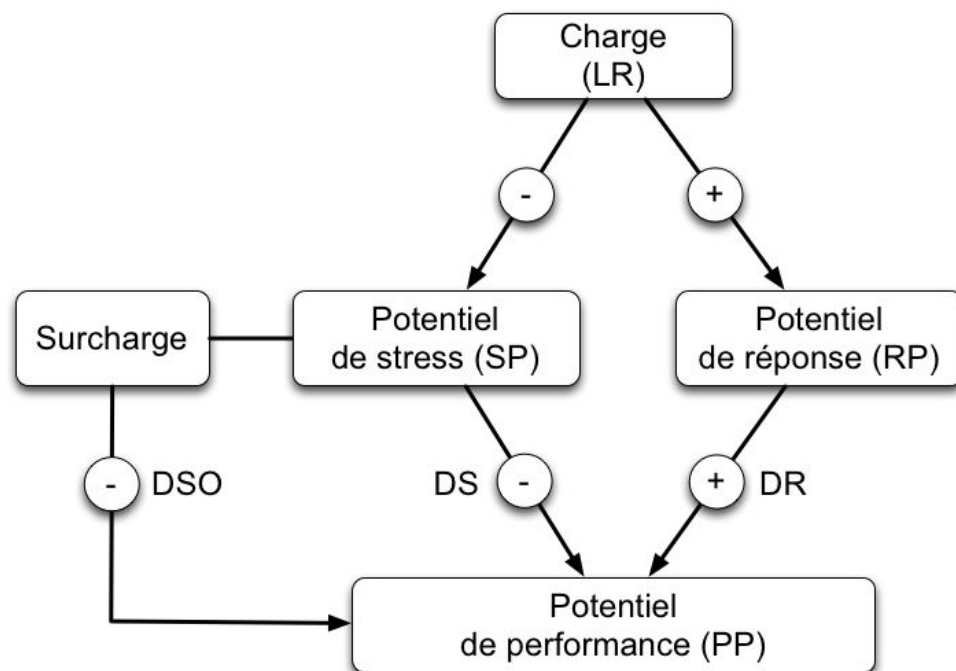 Charge
(LR)
-
+
Surcharge
Potentiel
de stress (SP)
Potentiel
de réponse (RP)
-
DSO
DS
-
+
DR
Potentiel
de performance (PP)